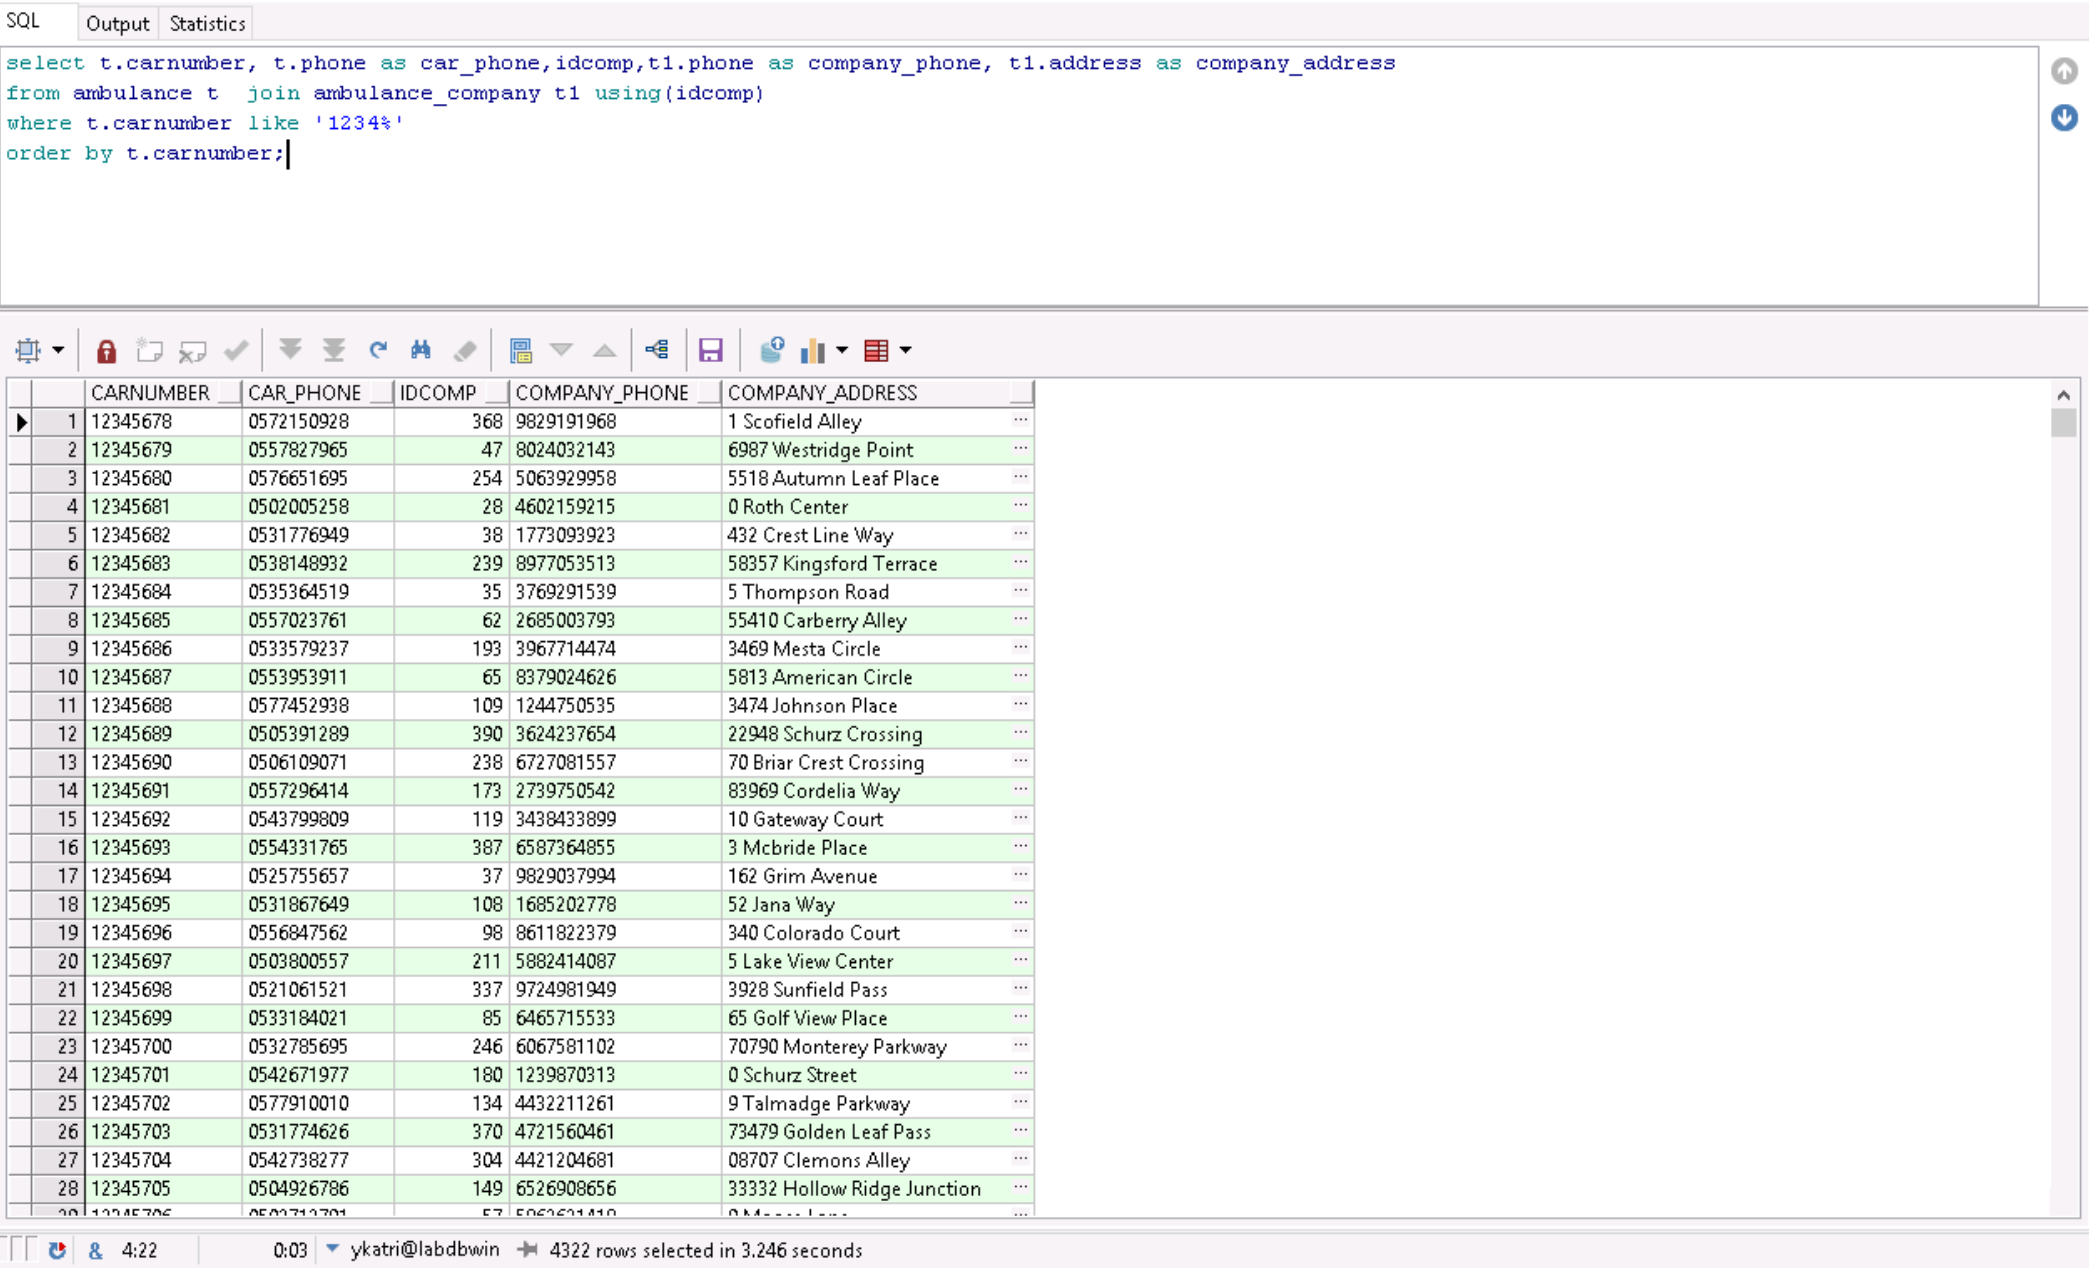 SQL Output Statistics
select t.carnumber, t.phone as car_phone,idcomp,t1.phone as company_phone, t1.address as company_address
from ambulance t  join ambulance_company t1 using(idcomp)
where t.carnumber like '1234%'
order by t.carnumber;
CARNUMBER CAR_PHONE IDCOMP COMPANY_PHONE COMPANY_ADDRESS
1 12345678 0572150928 368 9829191968 1 Scofield Alley ...
2 12345679 0557827965 47 8024032143 6987 Westridge Point ...
3 12345680 0576651695 254 5063929958 5518 Autumn Leaf Place ...
4 12345681 0502005258 28 4602159215 0 Roth Center ...
5 12345682 0531776949 38 1773093923 432 Crest Line Way ...
6 12345683 0538148932 239 8977053513 58357 Kingsford Terrace ...
7 12345684 0535364519 35 3769291539 5 Thompson Road ...
8 12345685 0557023761 62 2685003793 55410 Carberry Alley ...
9 12345686 0533579237 193 3967714474 3469 Mesta Circle ...
10 12345687 0553953911 65 8379024626 5813 American Circle ...
11 12345688 0577452938 109 1244750535 3474 Johnson Place ...
12 12345689 0505391289 390 3624237654 22948 Schurz Crossing ...
13 12345690 0506109071 238 6727081557 70 Briar Crest Crossing ...
14 12345691 0557296414 173 2739750542 83969 Cordelia Way ...
15 12345692 0543799809 119 3438433899 10 Gateway Court ...
16 12345693 0554331765 387 6587364855 3 Mcbride Place ...
17 12345694 0525755657 37 9829037994 162 Grim Avenue ...
18 12345695 0531867649 108 1685202778 52 Jana Way ...
19 12345696 0556847562 98 8611822379 340 Colorado Court ...
20 12345697 0503800557 211 5882414087 5 Lake View Center ...
21 12345698 0521061521 337 9724981949 3928 Sunfield Pass ...
22 12345699 0533184021 85 6465715533 65 Golf View Place ...
23 12345700 0532785695 246 6067581102 70790 Monterey Parkway ...
24 12345701 0542671977 180 1239870313 0 Schurz Street ...
25 12345702 0577910010 134 4432211261 9 Talmadge Parkway ...
26 12345703 0531774626 370 4721560461 73479 Golden Leaf Pass ...
27 12345704 0542738277 304 4421204681 08707 Clemons Alley ...
28 12345705 0504926786 149 6526908656 33332 Hollow Ridge Junction ...
& 4:22 0:03 ykatri@labdbwin 4322 rows selected in 3.246 seconds